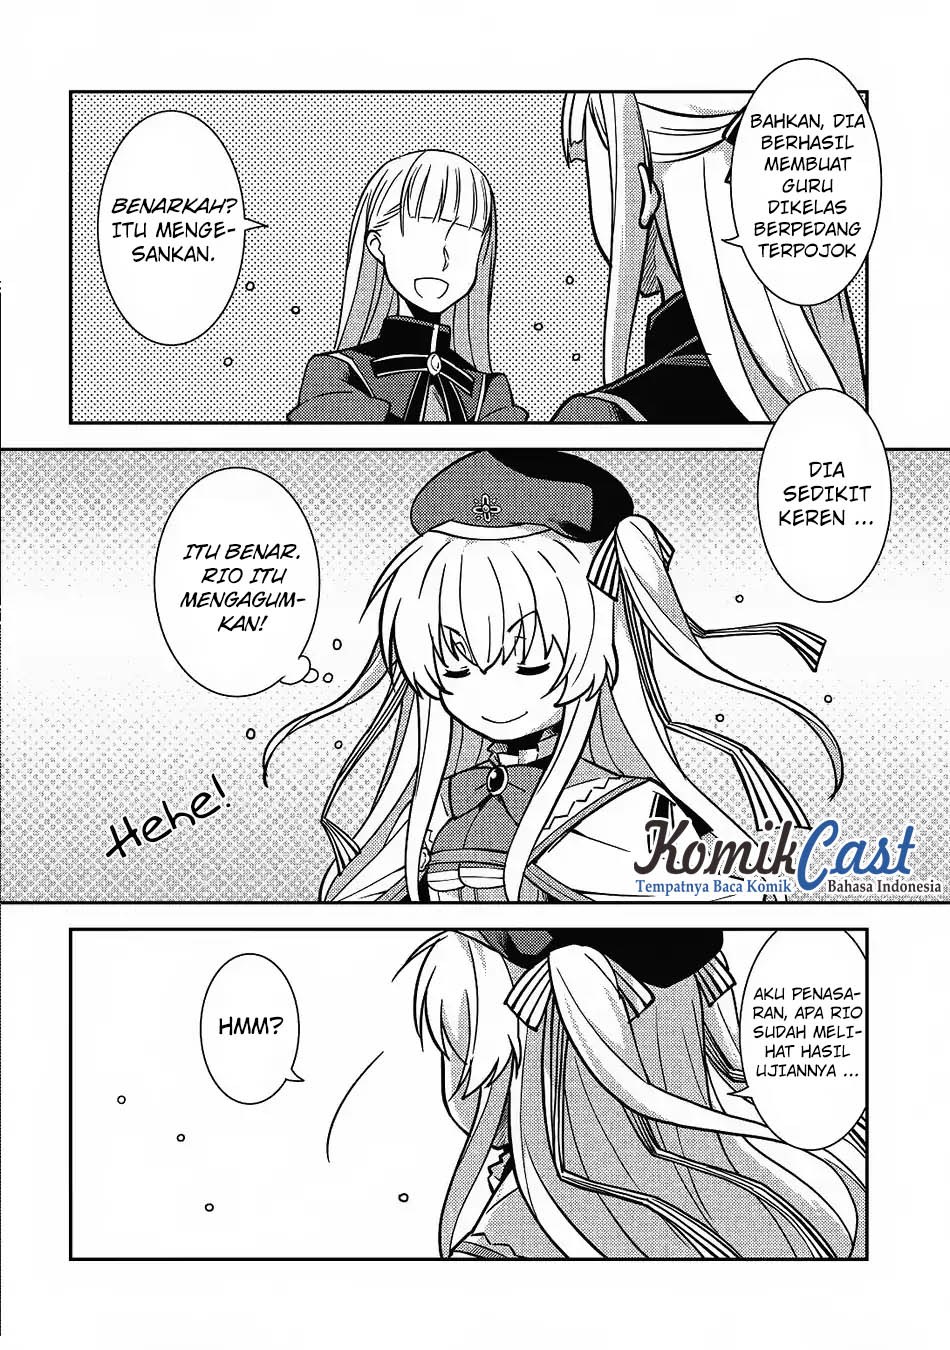 BAHKAN, DIA
BERHASIL
MEMBUAT
GURU
DIKELAS
BERPEDANG
TERPOJOK
BENARKAH?
ITU MENGE-
SANKAN.
DIA
SEDIKIT
KEREN ...
ITU BENAR.
RIO ITU
MENGAGUM-
KAN!
Hehe!
KomikCast
Tempatnya Baca Komik Bahasa Indonesia
AKU PENASA-
RAN, APA RIO
SUDAH MELI-
HAT HASIL
UJIANNYA ...
HMM?